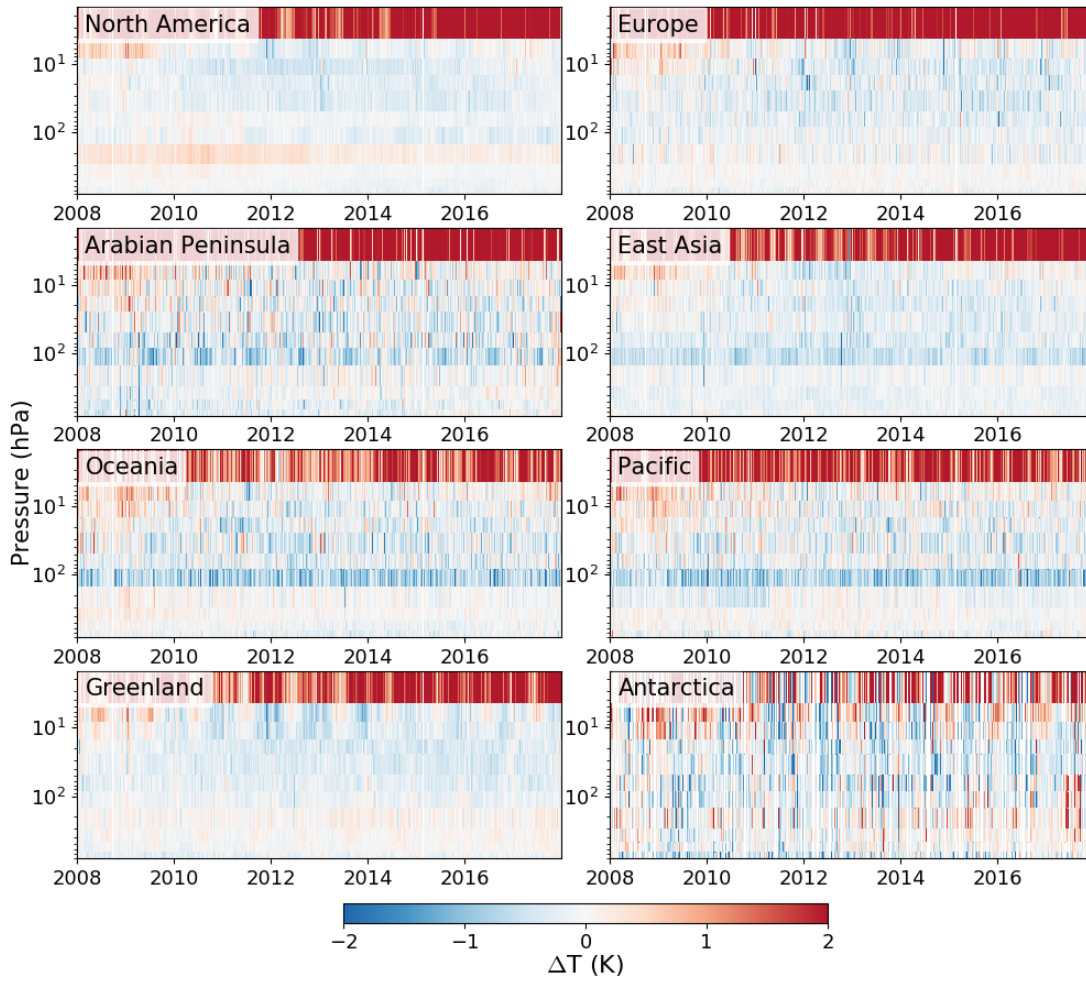 North America
Europe
10¹
10²
2008 2010 2012 2014 2016
10¹
10²
2008 2010 2012 2014 2016
Arabian Peninsula
East Asia
10¹
10²
2008 2010 2012 2014 2016
10¹
10²
2008 2010 2012 2014 2016
Pressure (hPa)
Oceania
Pacific
10¹
10²
2008 2010 2012 2014 2016
10¹
10²
2008 2010 2012 2014 2016
Greenland
Antarctica
10¹
10²
2008 2010 2012 2014 2016
10¹
10²
2008 2010 2012 2014 2016
−2 −1 0 1 2
ΔT (K)